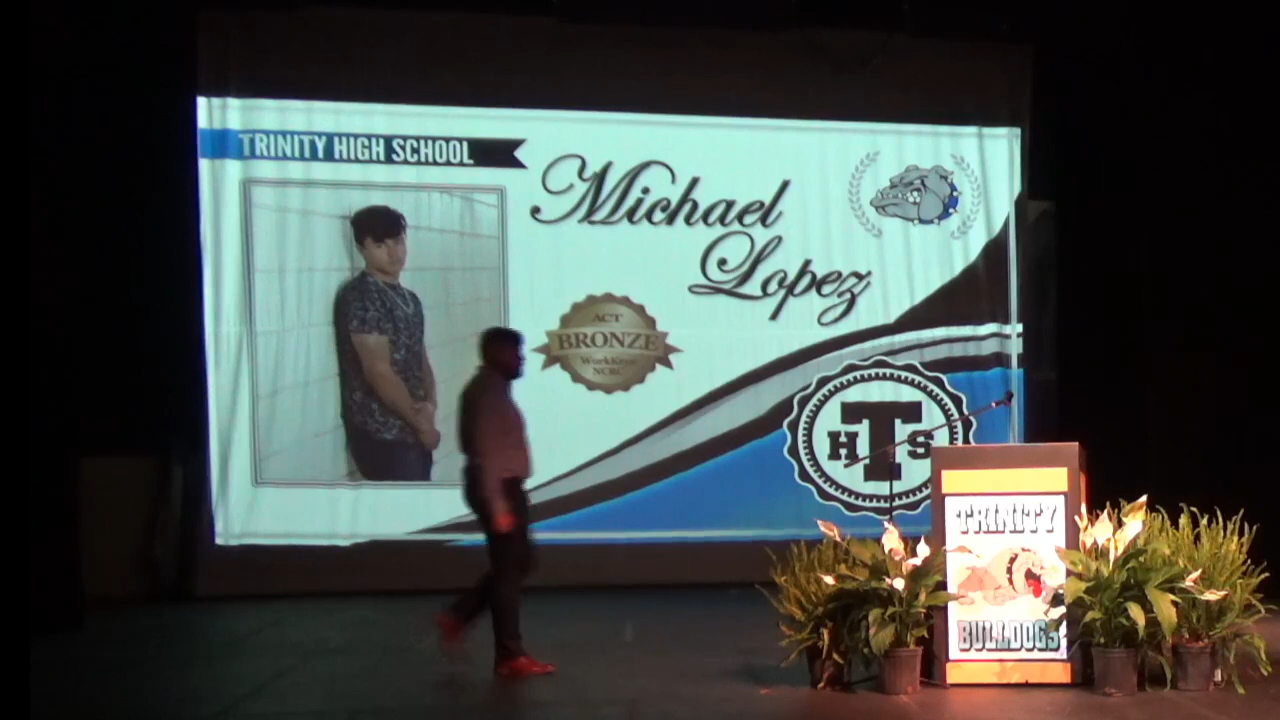 TRINITY HIGH SCHOOL
Michael
Lopez
ACT
BRONZE
WorkKeys
NCRC
H T S
TRINITY
BULLDOGS